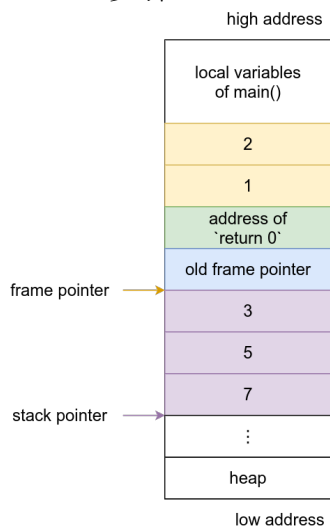 high address
local variables
of main()
2
1
address of
`return 0`
old frame pointer
frame pointer
3
5
7
stack pointer
⋮
heap
low address